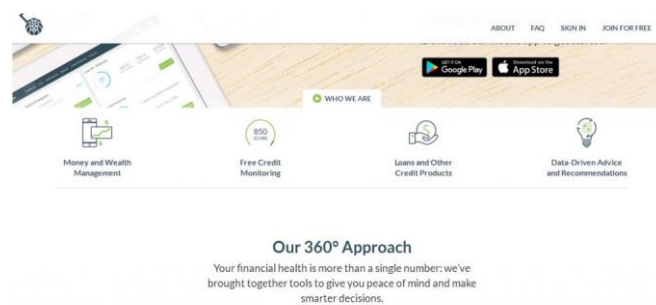 ABOUT FAQ SIGN IN JOIN FOR FREE
GET IT ON
Google Play
Download on the
App Store
WHO WE ARE
850
SCORE
Money and Wealth
Management
Free Credit
Monitoring
Loans and Other
Credit Products
Data-Driven Advice
and Recommendations
Our 360° Approach
Your financial health is more than a single number: we've
brought together tools to give you peace of mind and make
smarter decisions.